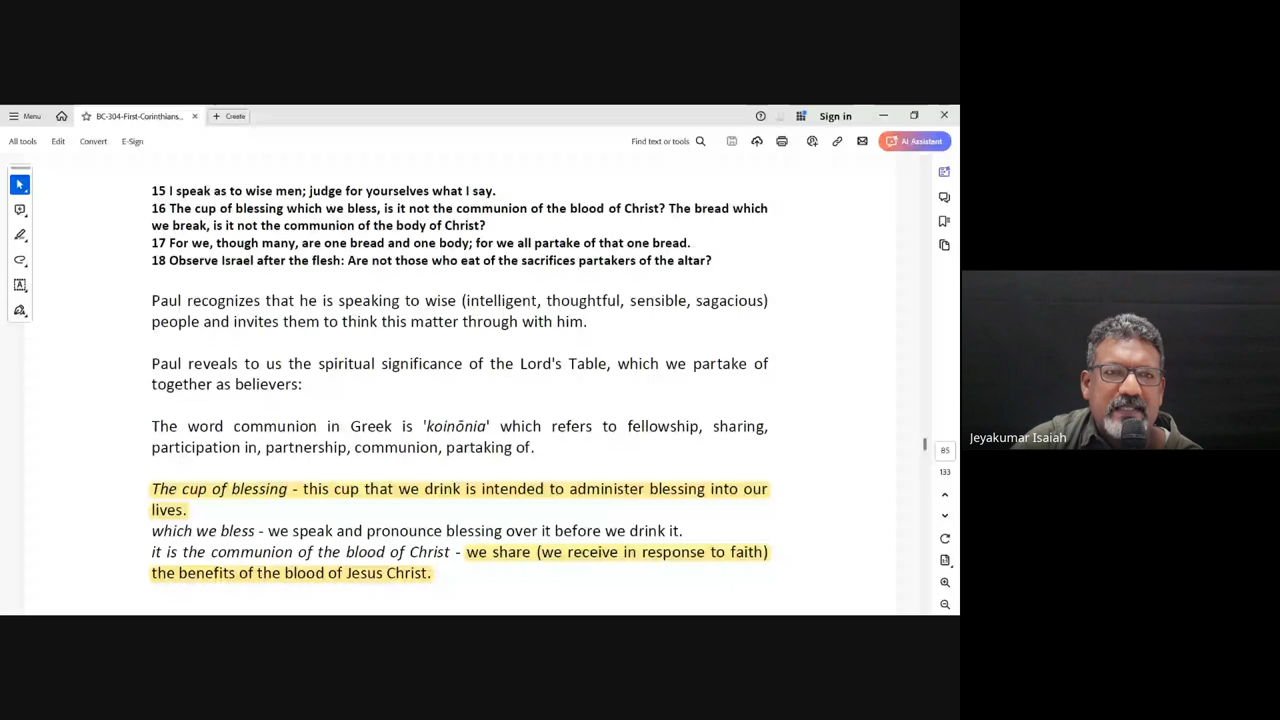 Menu
BC-304-First-Corinthians...
Create
Sign in
All tools
Edit
Convert
E-Sign
Find text or tools
AI Assistant
15 I speak as to wise men; judge for yourselves what I say.
16 The cup of blessing which we bless, is it not the communion of the blood of Christ? The bread which
we break, is it not the communion of the body of Christ?
17 For we, though many, are one bread and one body; for we all partake of that one bread.
18 Observe Israel after the flesh: Are not those who eat of the sacrifices partakers of the altar?
Paul recognizes that he is speaking to wise (intelligent, thoughtful, sensible, sagacious)
people and invites them to think this matter through with him.
Paul reveals to us the spiritual significance of the Lord's Table, which we partake of
together as believers:
The word communion in Greek is 'koinōnia' which refers to fellowship, sharing,
participation in, partnership, communion, partaking of.
The cup of blessing - this cup that we drink is intended to administer blessing into our
lives.
which we bless - we speak and pronounce blessing over it before we drink it.
it is the communion of the blood of Christ - we share (we receive in response to faith)
the benefits of the blood of Jesus Christ.
85
133
Jeyakumar Isaiah